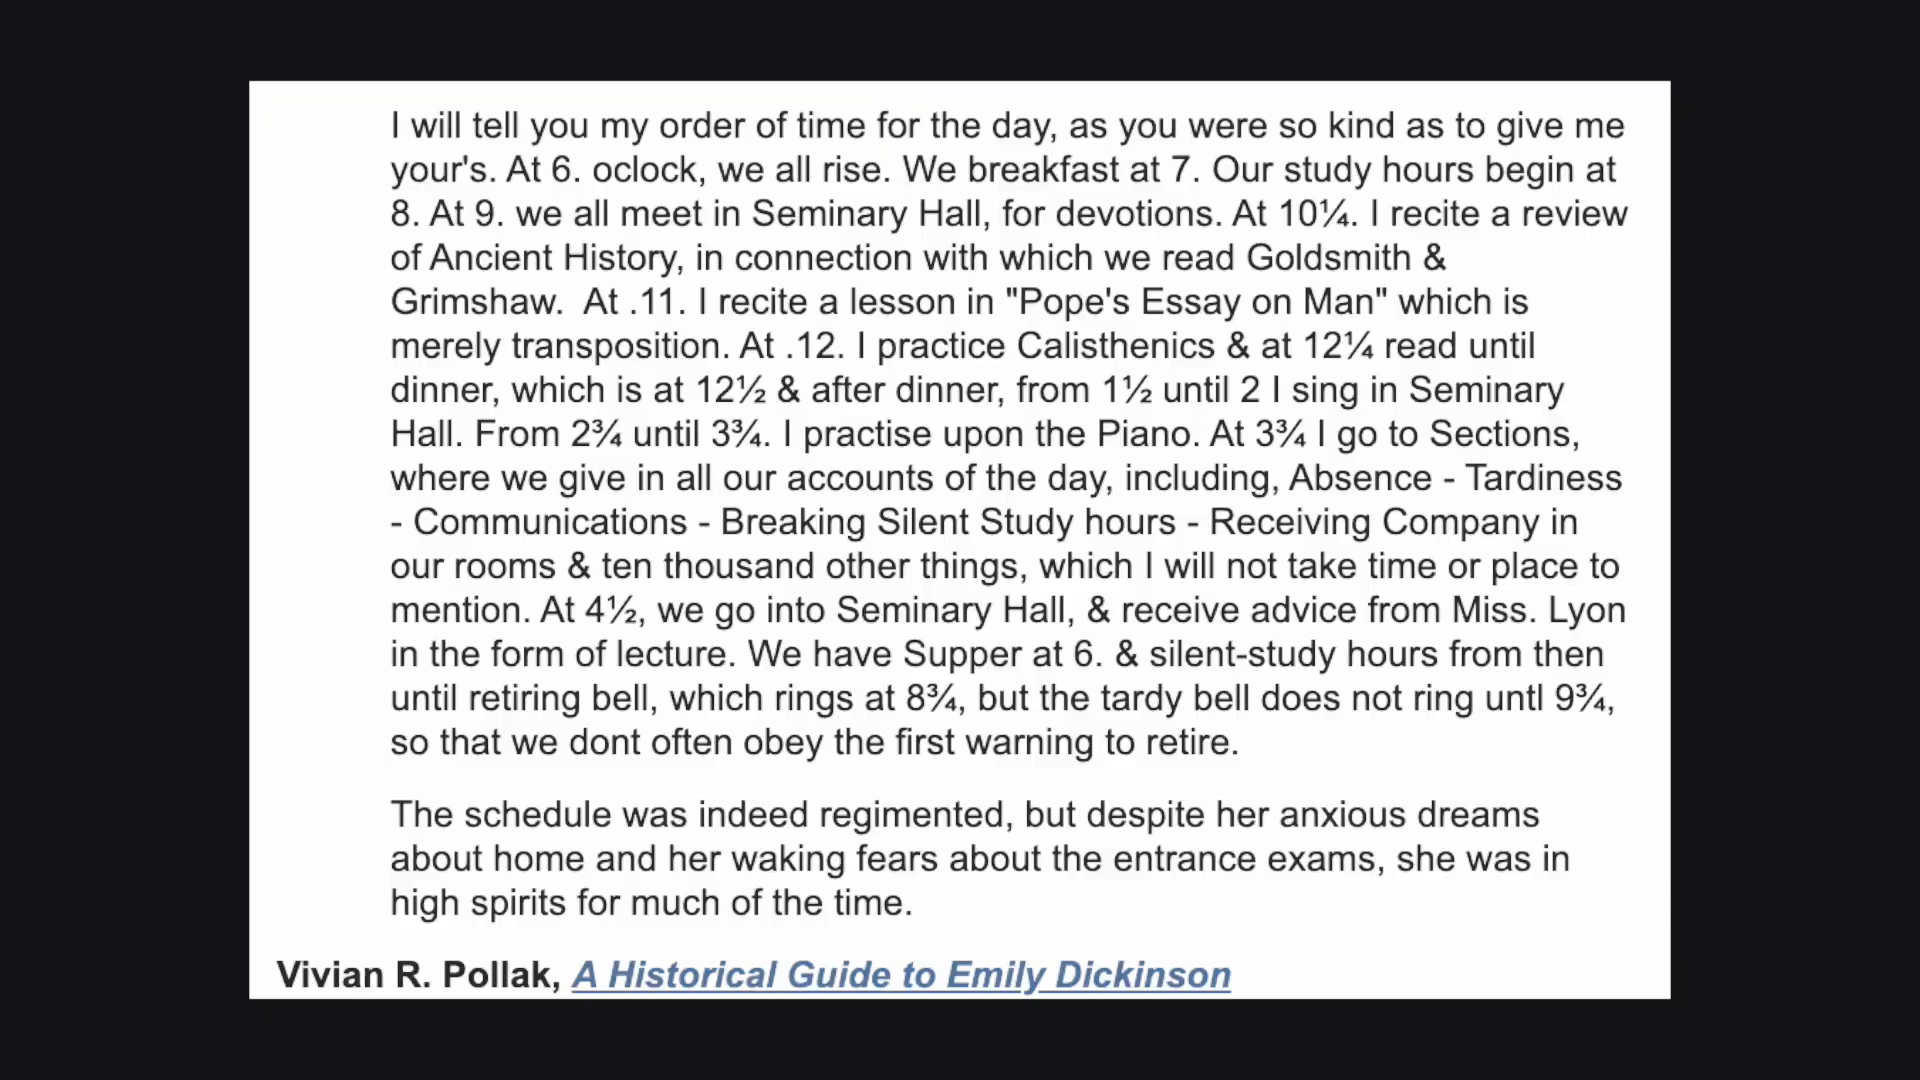 I will tell you my order of time for the day, as you were so kind as to give me
your's. At 6. oclock, we all rise. We breakfast at 7. Our study hours begin at
8. At 9. we all meet in Seminary Hall, for devotions. At 10¼. I recite a review
of Ancient History, in connection with which we read Goldsmith &
Grimshaw.  At .11. I recite a lesson in "Pope's Essay on Man" which is
merely transposition. At .12. I practice Calisthenics & at 12¼ read until
dinner, which is at 12½ & after dinner, from 1½ until 2 I sing in Seminary
Hall. From 2¾ until 3¾. I practise upon the Piano. At 3¾ I go to Sections,
where we give in all our accounts of the day, including, Absence - Tardiness
- Communications - Breaking Silent Study hours - Receiving Company in
our rooms & ten thousand other things, which I will not take time or place to
mention. At 4½, we go into Seminary Hall, & receive advice from Miss. Lyon
in the form of lecture. We have Supper at 6. & silent-study hours from then
until retiring bell, which rings at 8¾, but the tardy bell does not ring untl 9¾,
so that we dont often obey the first warning to retire.
The schedule was indeed regimented, but despite her anxious dreams
about home and her waking fears about the entrance exams, she was in
high spirits for much of the time.
Vivian R. Pollak, A Historical Guide to Emily Dickinson